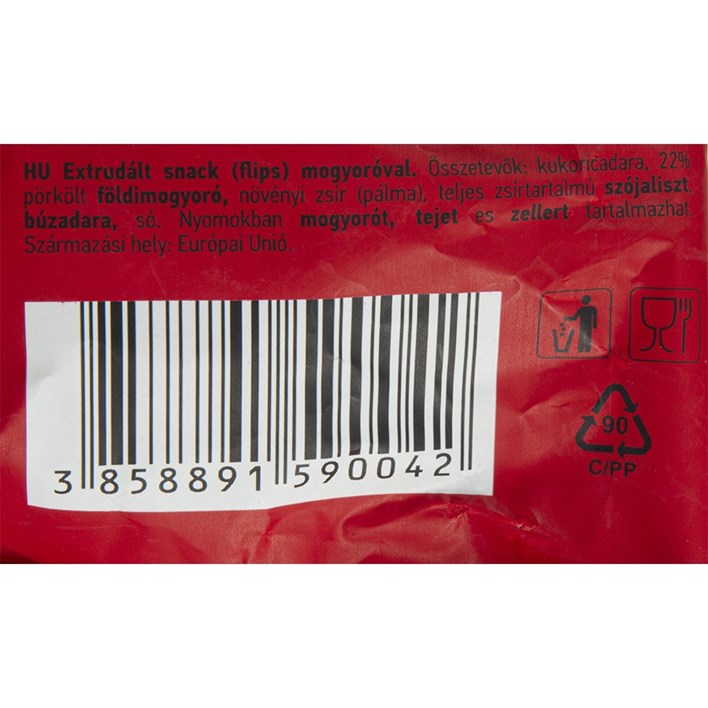 HU Extrudált snack (flips) mogyoróval. Összetevők: kukoricadara, 22%
pörkölt földimogyoró, növényi zsír (pálma), teljes zsírtartalmú szójaliszt,
búzadara, só. Nyomokban mogyorót, tejet es zellert tartalmazhat.
Származási hely: Európai Unió.
3 858891 590042
90
C/PP